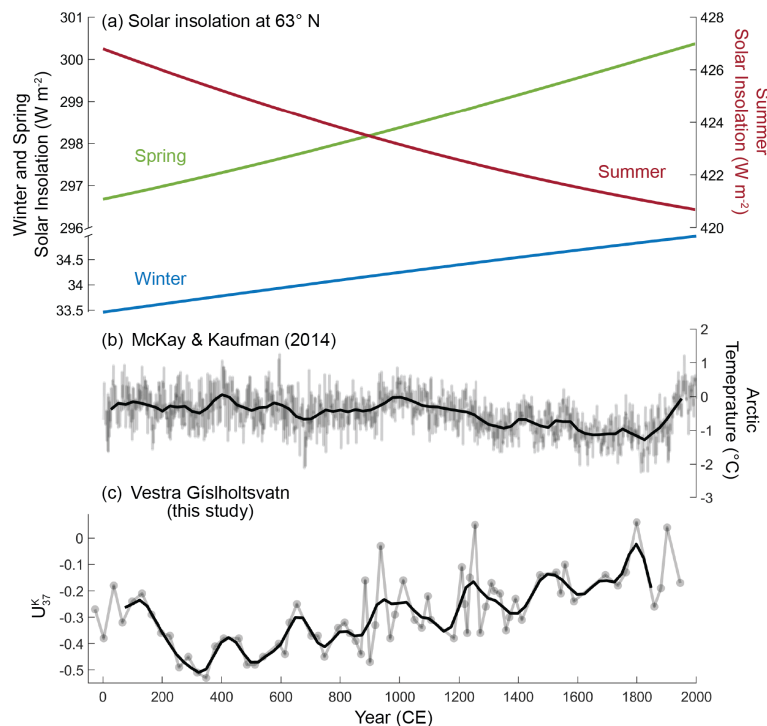 (a) Solar insolation at 63° N
Winter and Spring
Solar Insolation (W m-2)
301
300
299
298
297
296
34.5
34
33.5
Spring
Summer
Winter
428
426
424
422
421
420
Summer
Solar Insolation (W m-2)
(b) McKay & Kaufman (2014)
2
1
0
-1
-2
-3
Arctic
Temeprature (°C)
(c) Vestra Gíslholtsvatn
(this study)
UK37
0
-0.1
-0.2
-0.3
-0.4
-0.5
0 200 400 600 800 1000 1200 1400 1600 1800 2000
Year (CE)